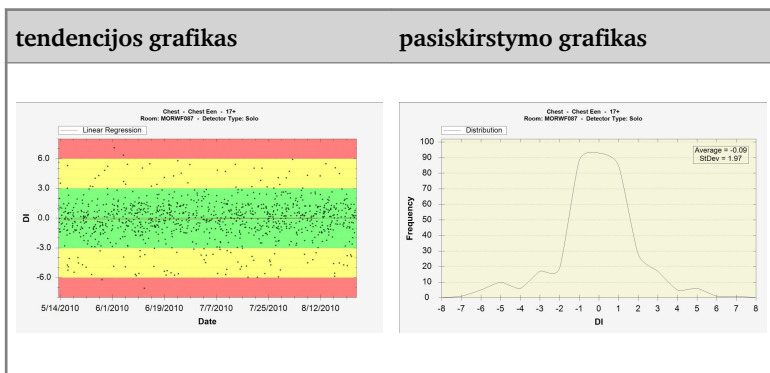 tendencijos grafikas
pasiskirstymo grafikas
Chest - Chest Een - 17+
Room: MORWF087 - Detector Type: Solo
Linear Regression
6.0
3.0
0.0
-3.0
-6.0
DI
5/14/2010 6/1/2010 6/19/2010 7/7/2010 7/25/2010 8/12/2010
Date
Chest - Chest Een - 17+
Room: MORWF087 - Detector Type: Solo
Distribution
Average = -0.09
StDev = 1.97
100
90
80
70
60
50
40
30
20
10
0
Frequency
-8 -7 -6 -5 -4 -3 -2 -1 0 1 2 3 4 5 6 7 8
DI